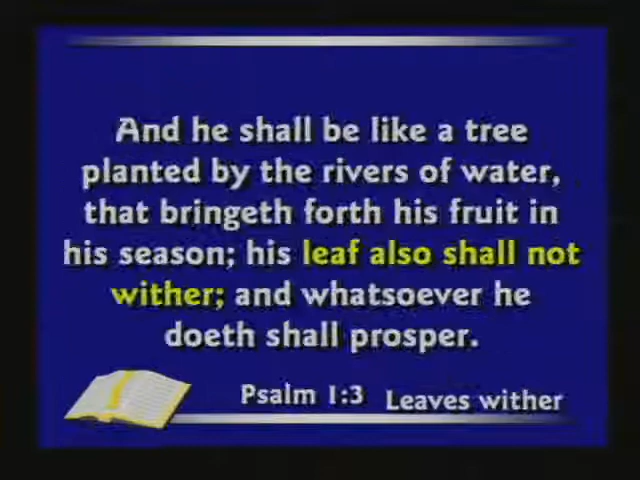 And he shall be like a tree
planted by the rivers of water,
that bringeth forth his fruit in
his season; his leaf also shall not
wither; and whatsoever he
doeth shall prosper.
Psalm 1:3 Leaves wither